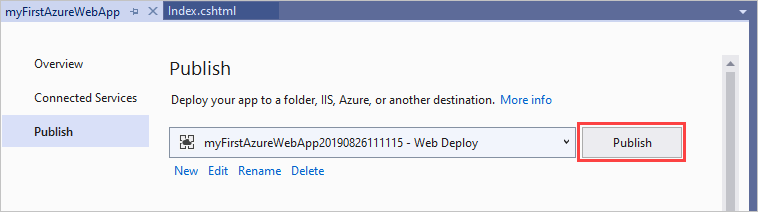 myFirstAzureWebApp
Index.cshtml
Overview
Connected Services
Publish
Publish
Deploy your app to a folder, IIS, Azure, or another destination. More info
myFirstAzureWebApp20190826111115 - Web Deploy
Publish
New Edit Rename Delete